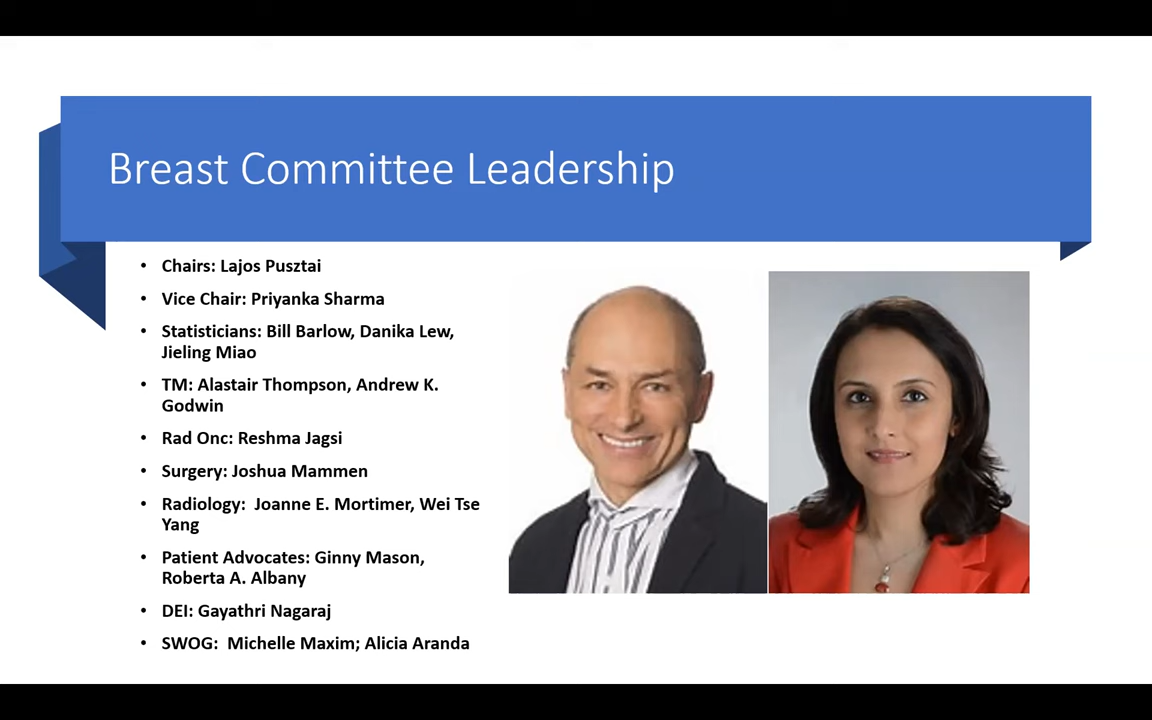 Breast Committee Leadership
• Chairs: Lajos Pusztai
• Vice Chair: Priyanka Sharma
• Statisticians: Bill Barlow, Danika Lew,
Jieling Miao
• TM: Alastair Thompson, Andrew K.
Godwin
• Rad Onc: Reshma Jagsi
• Surgery: Joshua Mammen
• Radiology:  Joanne E. Mortimer, Wei Tse
Yang
• Patient Advocates: Ginny Mason,
Roberta A. Albany
• DEI: Gayathri Nagaraj
• SWOG:  Michelle Maxim; Alicia Aranda